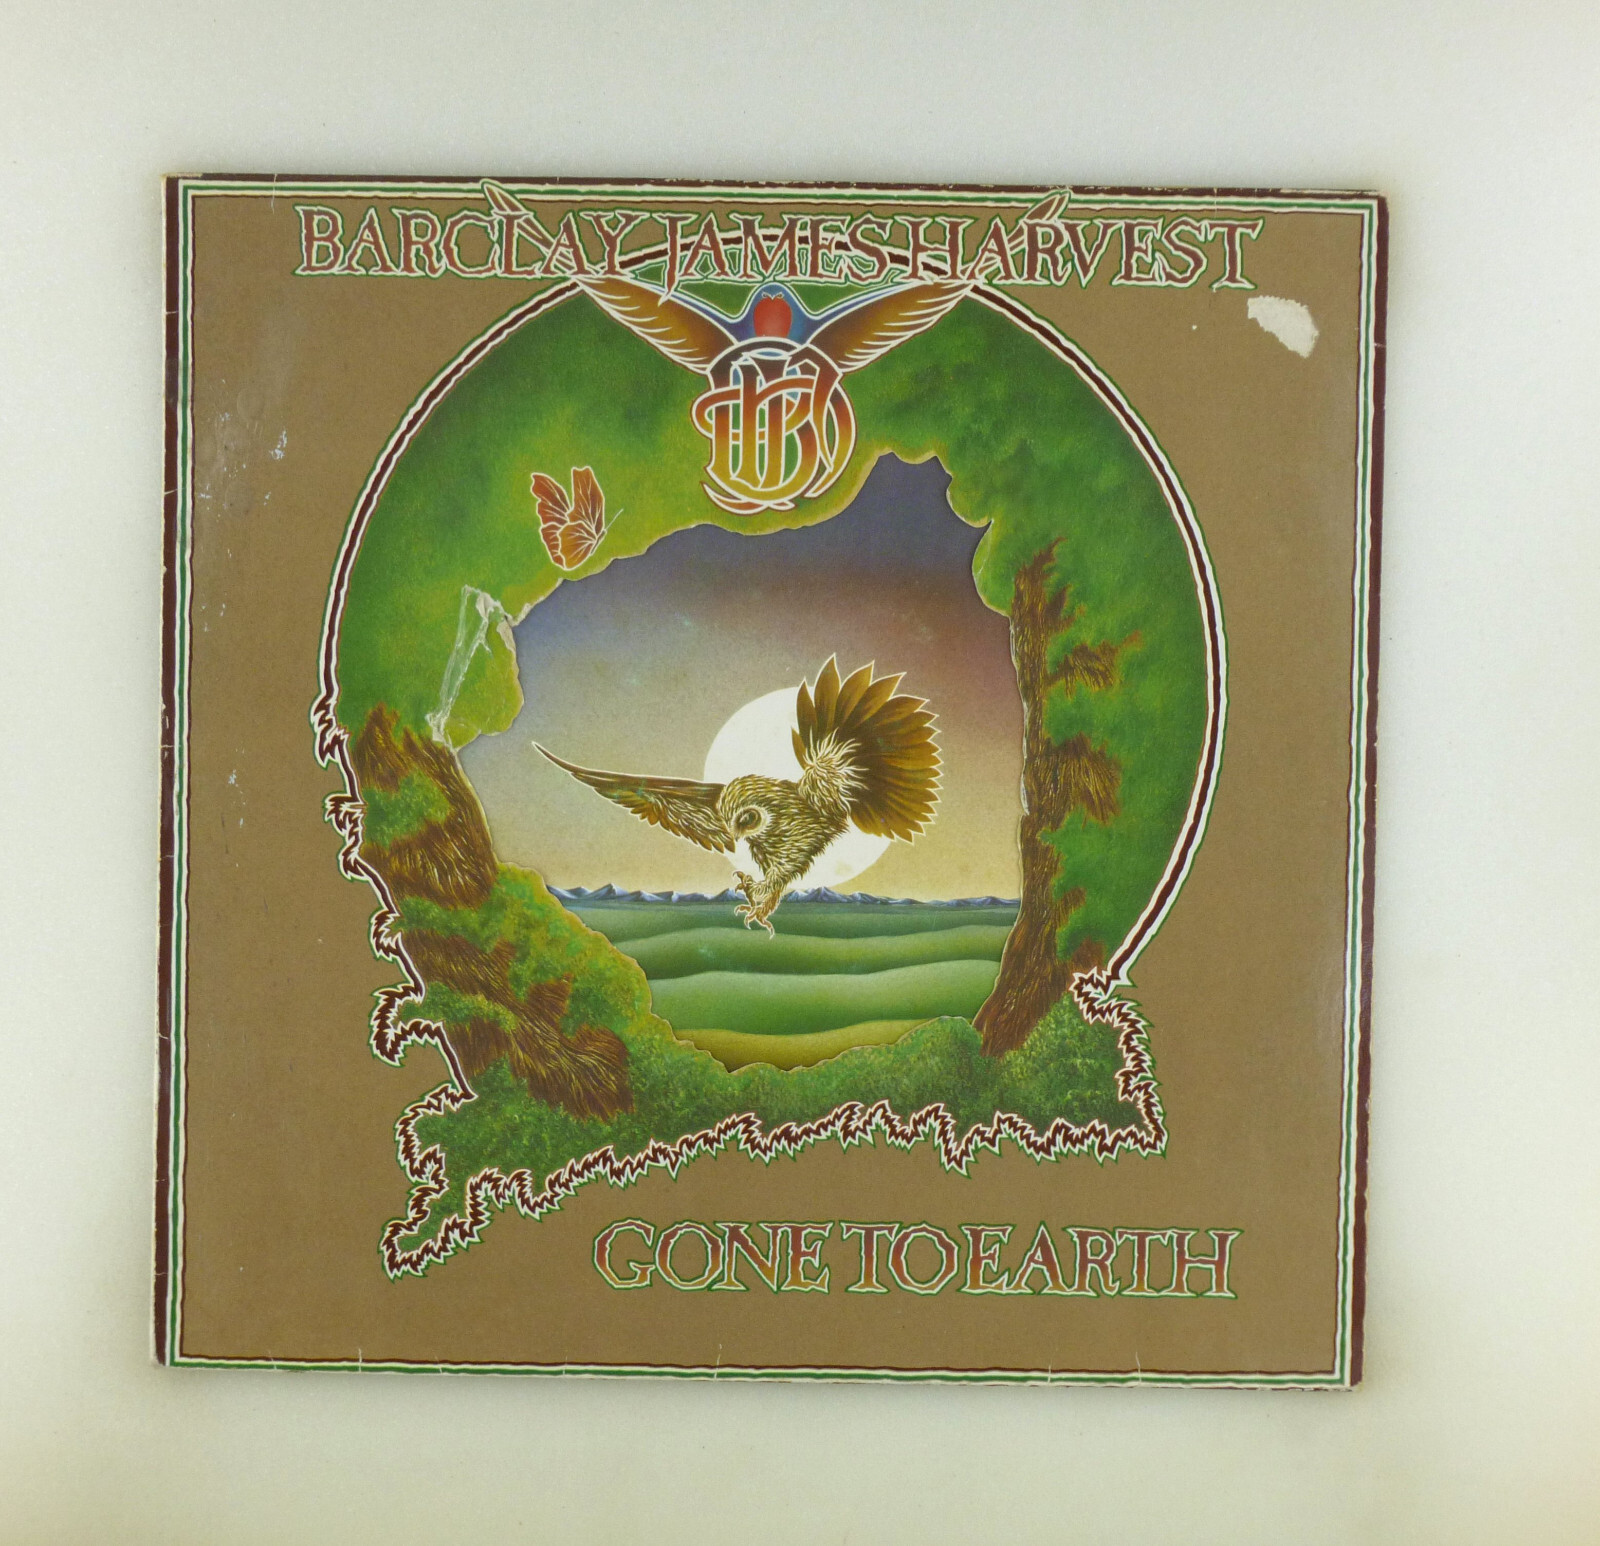 BARCLAY JAMES HARVEST
GONE TO EARTH